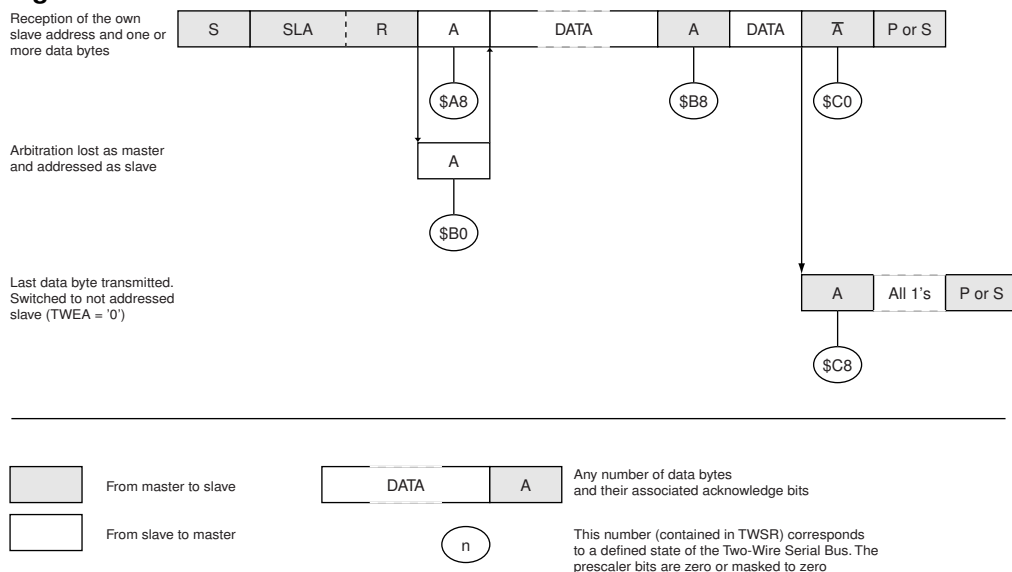 Reception of the own
slave address and one or
more data bytes
S SLA R A DATA A DATA A̅ P or S
$A8 $B8 $C0
Arbitration lost as master
and addressed as slave
A
$B0
Last data byte transmitted.
Switched to not addressed
slave (TWEA = '0')
A All 1's P or S
$C8
From master to slave
DATA A
Any number of data bytes
and their associated acknowledge bits
From slave to master
n
This number (contained in TWSR) corresponds
to a defined state of the Two-Wire Serial Bus. The
prescaler bits are zero or masked to zero